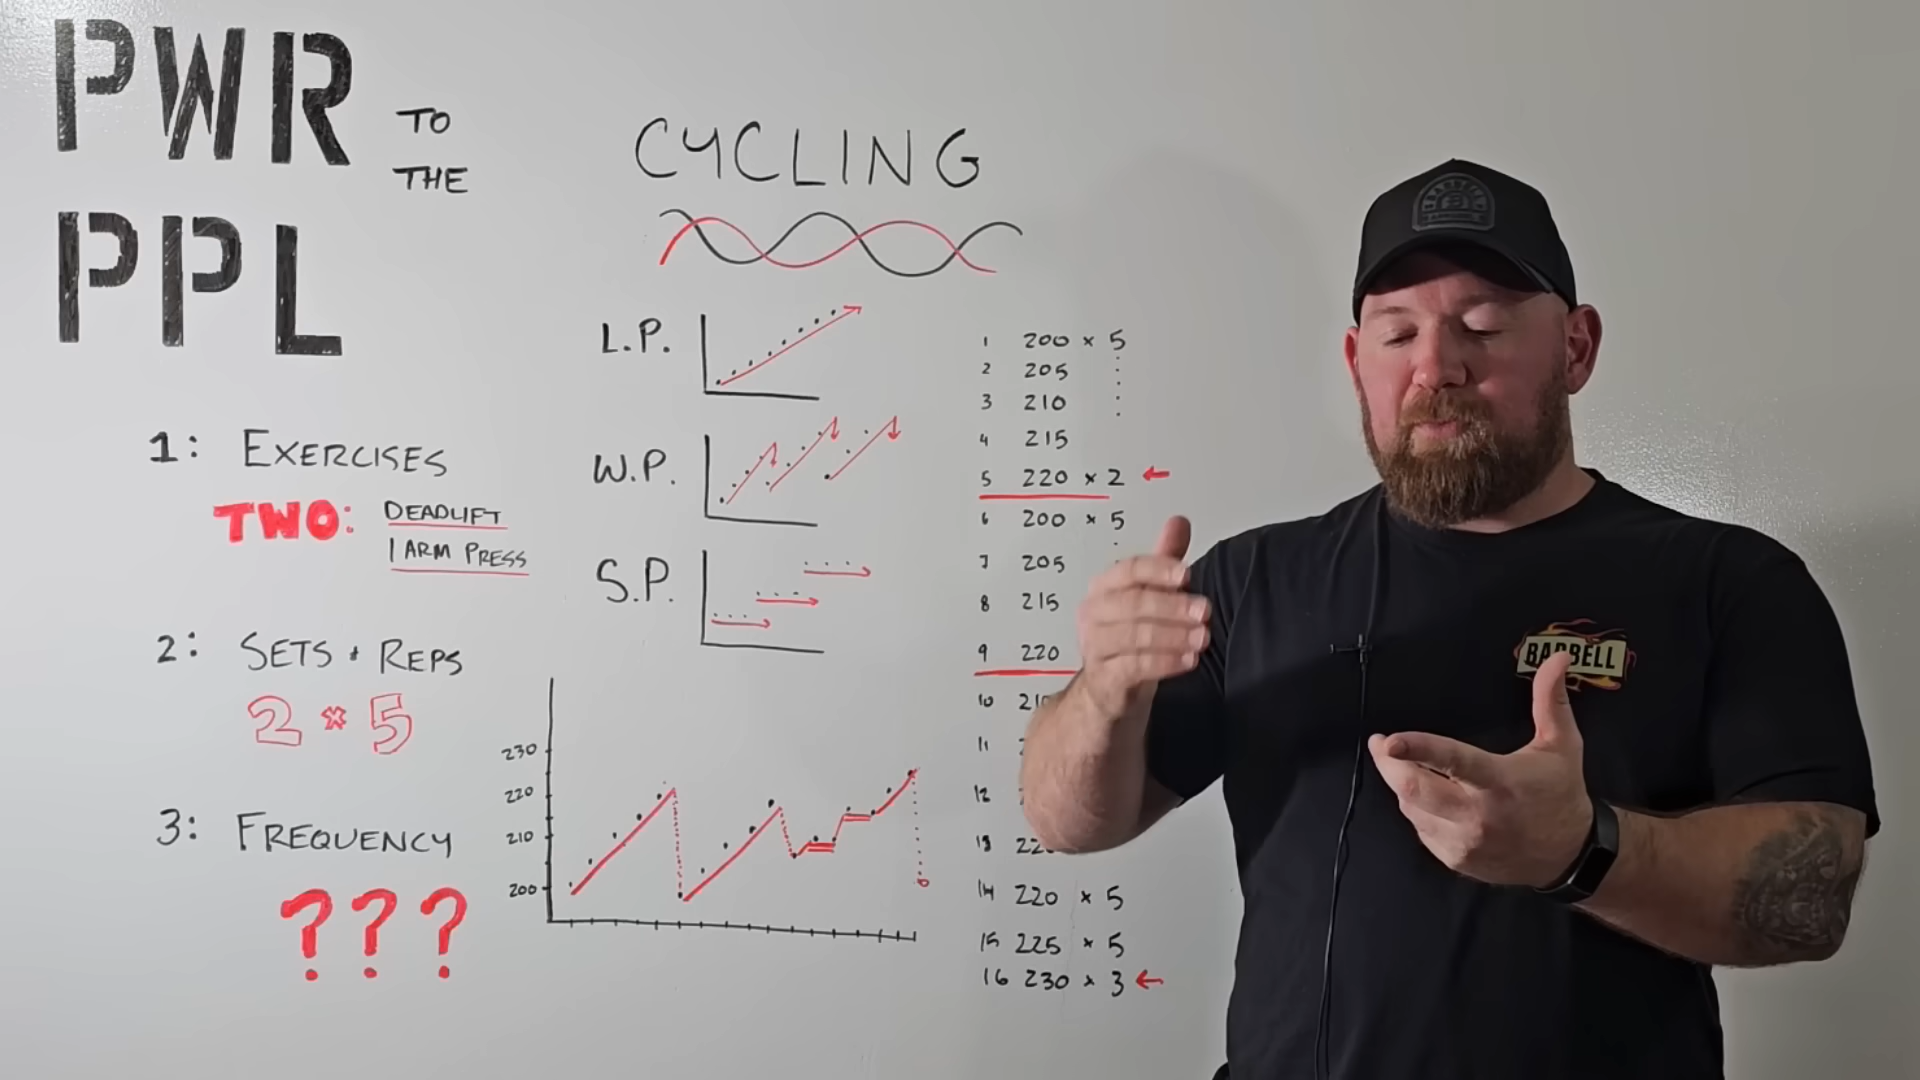 PWR TO THE
PPL
1: EXERCISES
TWO: DEADLIFT
1 ARM PRESS
2: SETS + REPS
2 × 5
3: FREQUENCY
? ? ?
CYCLING
L.P.
W.P.
S.P.
230
220
210
200
1 200 × 5
2 205
3 210
4 215
5 220 × 2 ←
6 200 × 5
7 205
8 215
9 220
10
11
12
13
14 220 × 5
15 225 × 5
16 230 × 3 ←
BARBELL
BARBELL